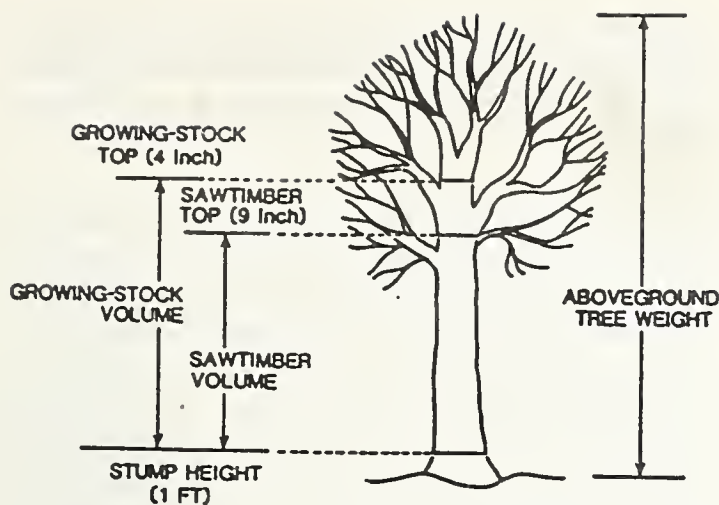 GROWING-STOCK
TOP (4 Inch)
SAWTIMBER
TOP (9 Inch)
GROWING-STOCK
VOLUME
SAWTIMBER
VOLUME
ABOVEGROUND
TREE WEIGHT
STUMP HEIGHT
(1 FT)